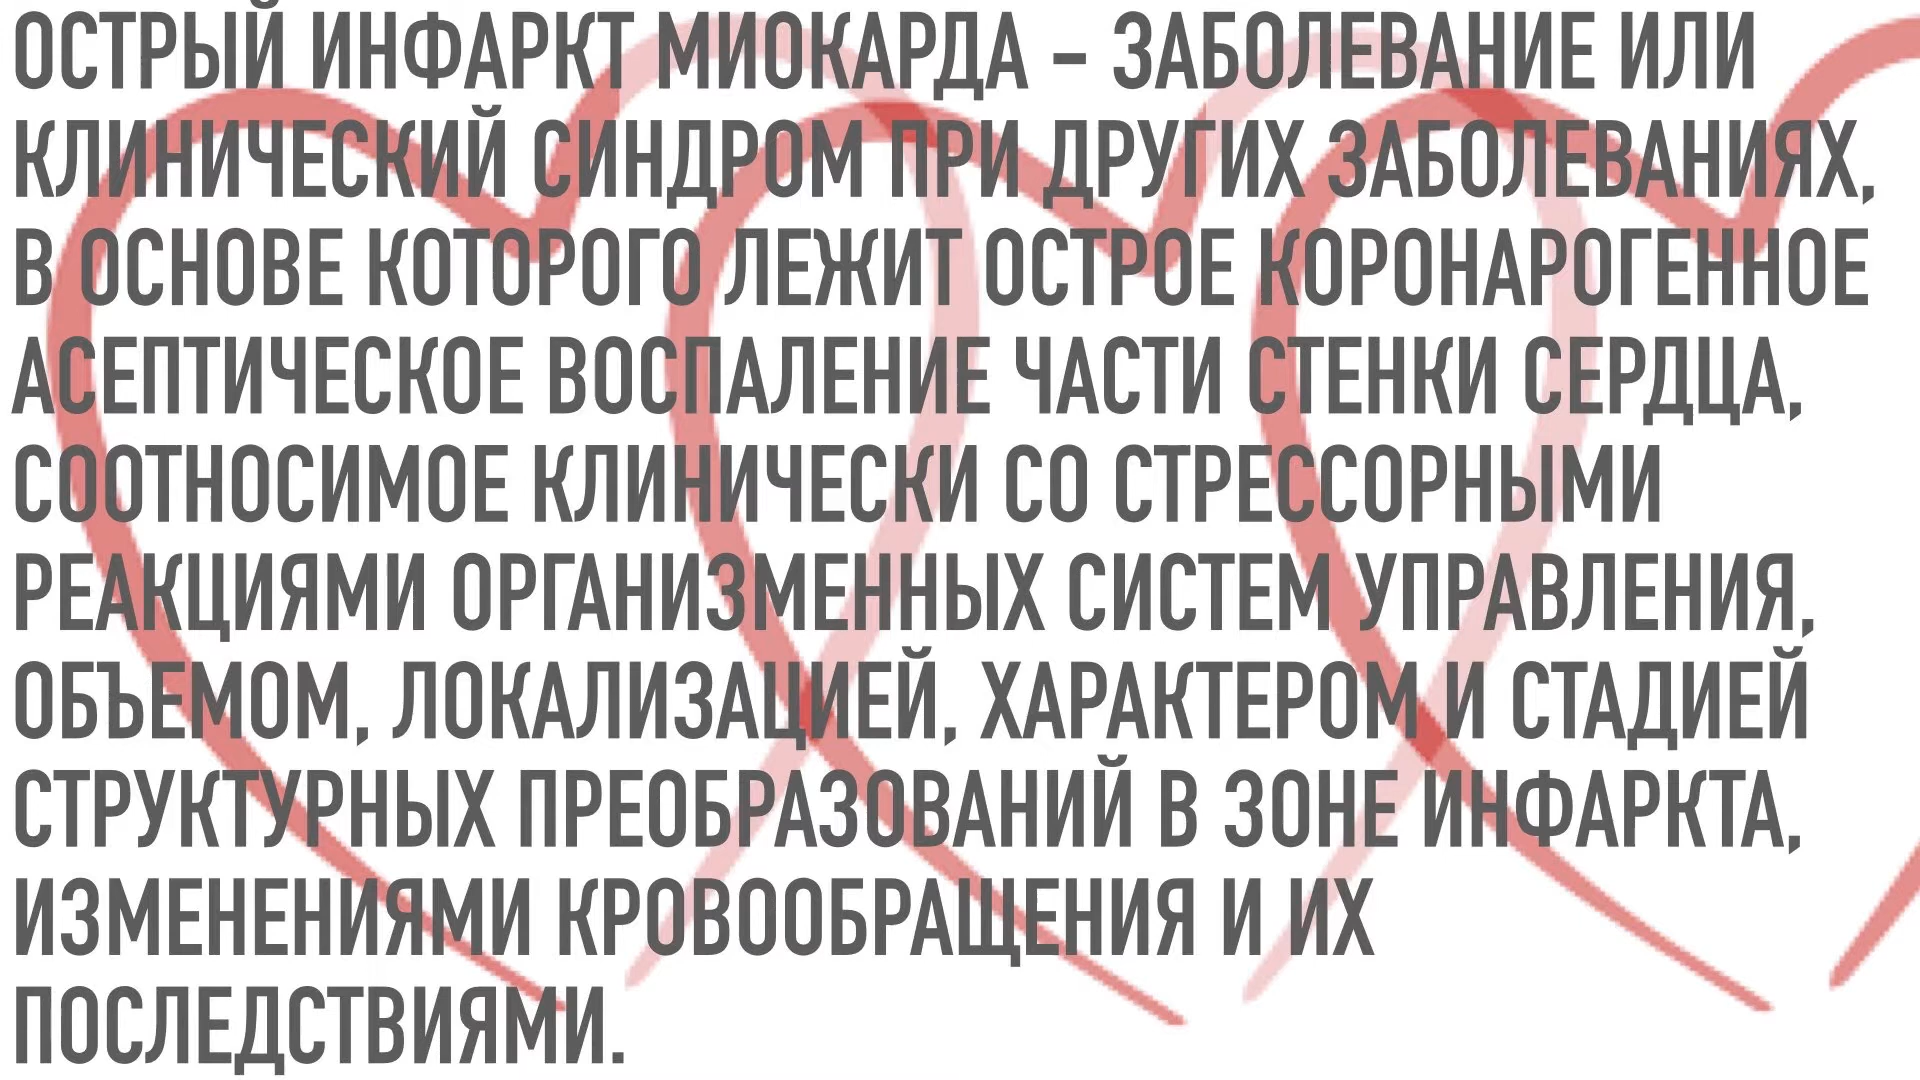 ОСТРЫЙ ИНФАРКТ МИОКАРДА – ЗАБОЛЕВАНИЕ ИЛИ
КЛИНИЧЕСКИЙ СИНДРОМ ПРИ ДРУГИХ ЗАБОЛЕВАНИЯХ,
В ОСНОВЕ КОТОРОГО ЛЕЖИТ ОСТРОЕ КОРОНАРОГЕННОЕ
АСЕПТИЧЕСКОЕ ВОСПАЛЕНИЕ ЧАСТИ СТЕНКИ СЕРДЦА,
СООТНОСИМОЕ КЛИНИЧЕСКИ СО СТРЕССОРНЫМИ
РЕАКЦИЯМИ ОРГАНИЗМЕННЫХ СИСТЕМ УПРАВЛЕНИЯ,
ОБЪЕМОМ, ЛОКАЛИЗАЦИЕЙ, ХАРАКТЕРОМ И СТАДИЕЙ
СТРУКТУРНЫХ ПРЕОБРАЗОВАНИЙ В ЗОНЕ ИНФАРКТА,
ИЗМЕНЕНИЯМИ КРОВООБРАЩЕНИЯ И ИХ
ПОСЛЕДСТВИЯМИ.